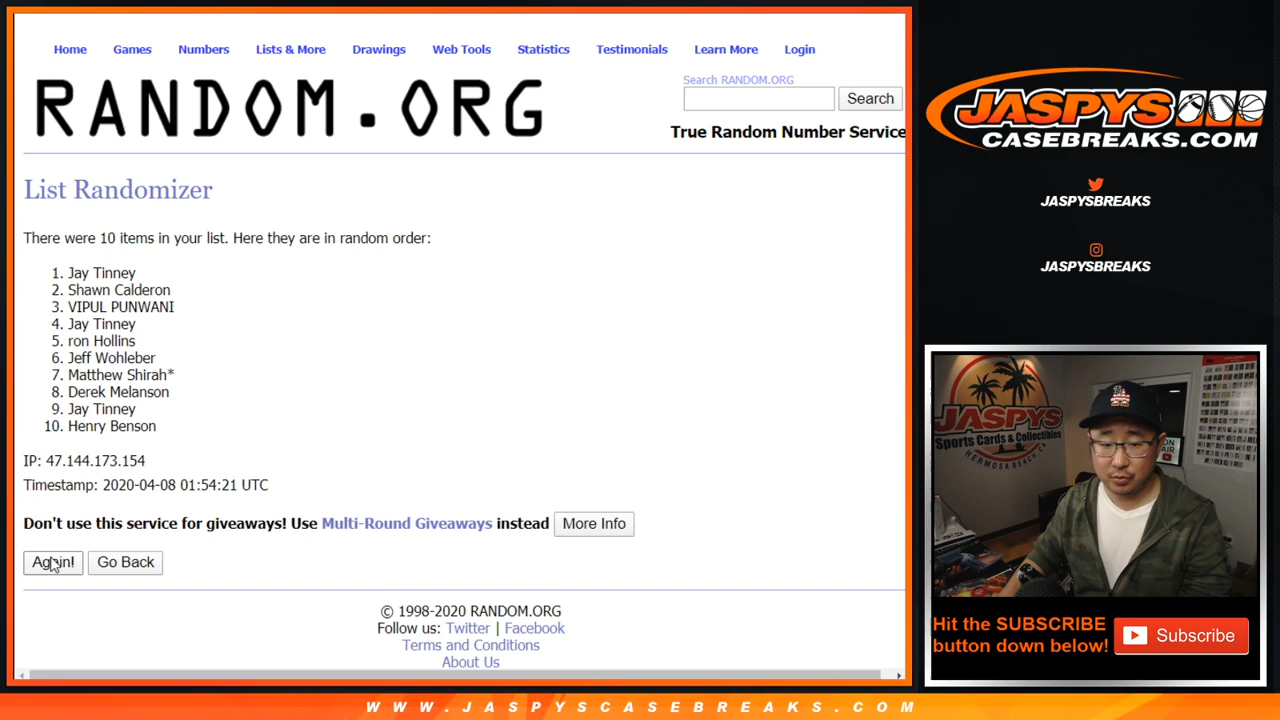 Home Games Numbers Lists & More Drawings Web Tools Statistics Testimonials Learn More Login
RANDOM.ORG
Search RANDOM.ORG
Search
True Random Number Service
List Randomizer
There were 10 items in your list. Here they are in random order:
1. Jay Tinney
2. Shawn Calderon
3. VIPUL PUNWANI
4. Jay Tinney
5. ron Hollins
6. Jeff Wohleber
7. Matthew Shirah*
8. Derek Melanson
9. Jay Tinney
10. Henry Benson
IP: 47.144.173.154
Timestamp: 2020-04-08 01:54:21 UTC
Don't use this service for giveaways! Use Multi-Round Giveaways instead More Info
Again! Go Back
© 1998-2020 RANDOM.ORG
Follow us: Twitter | Facebook
Terms and Conditions
About Us
JASPYS
CASEBREAKS.COM
JASPYSBREAKS
JASPYSBREAKS
JASPYS
Sports Cards & Collectibles
HERMOSA BEACH, CA
ON
AIR
Hit the SUBSCRIBE
button down below!
Subscribe
WWW.JASPYSCASEBREAKS.COM